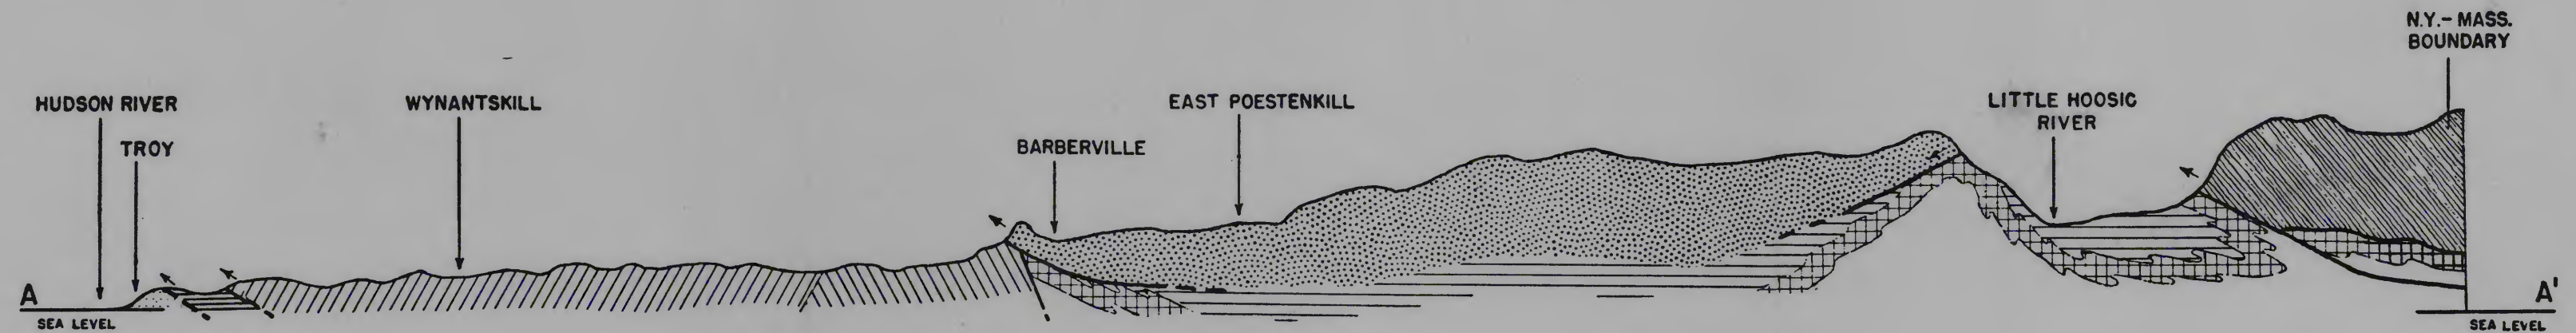 N.Y.- MASS.
BOUNDARY
HUDSON RIVER
WYNANTSKILL
EAST POESTENKILL
LITTLE HOOSIC
RIVER
TROY
BARBERVILLE
A
A'
SEA LEVEL
SEA LEVEL